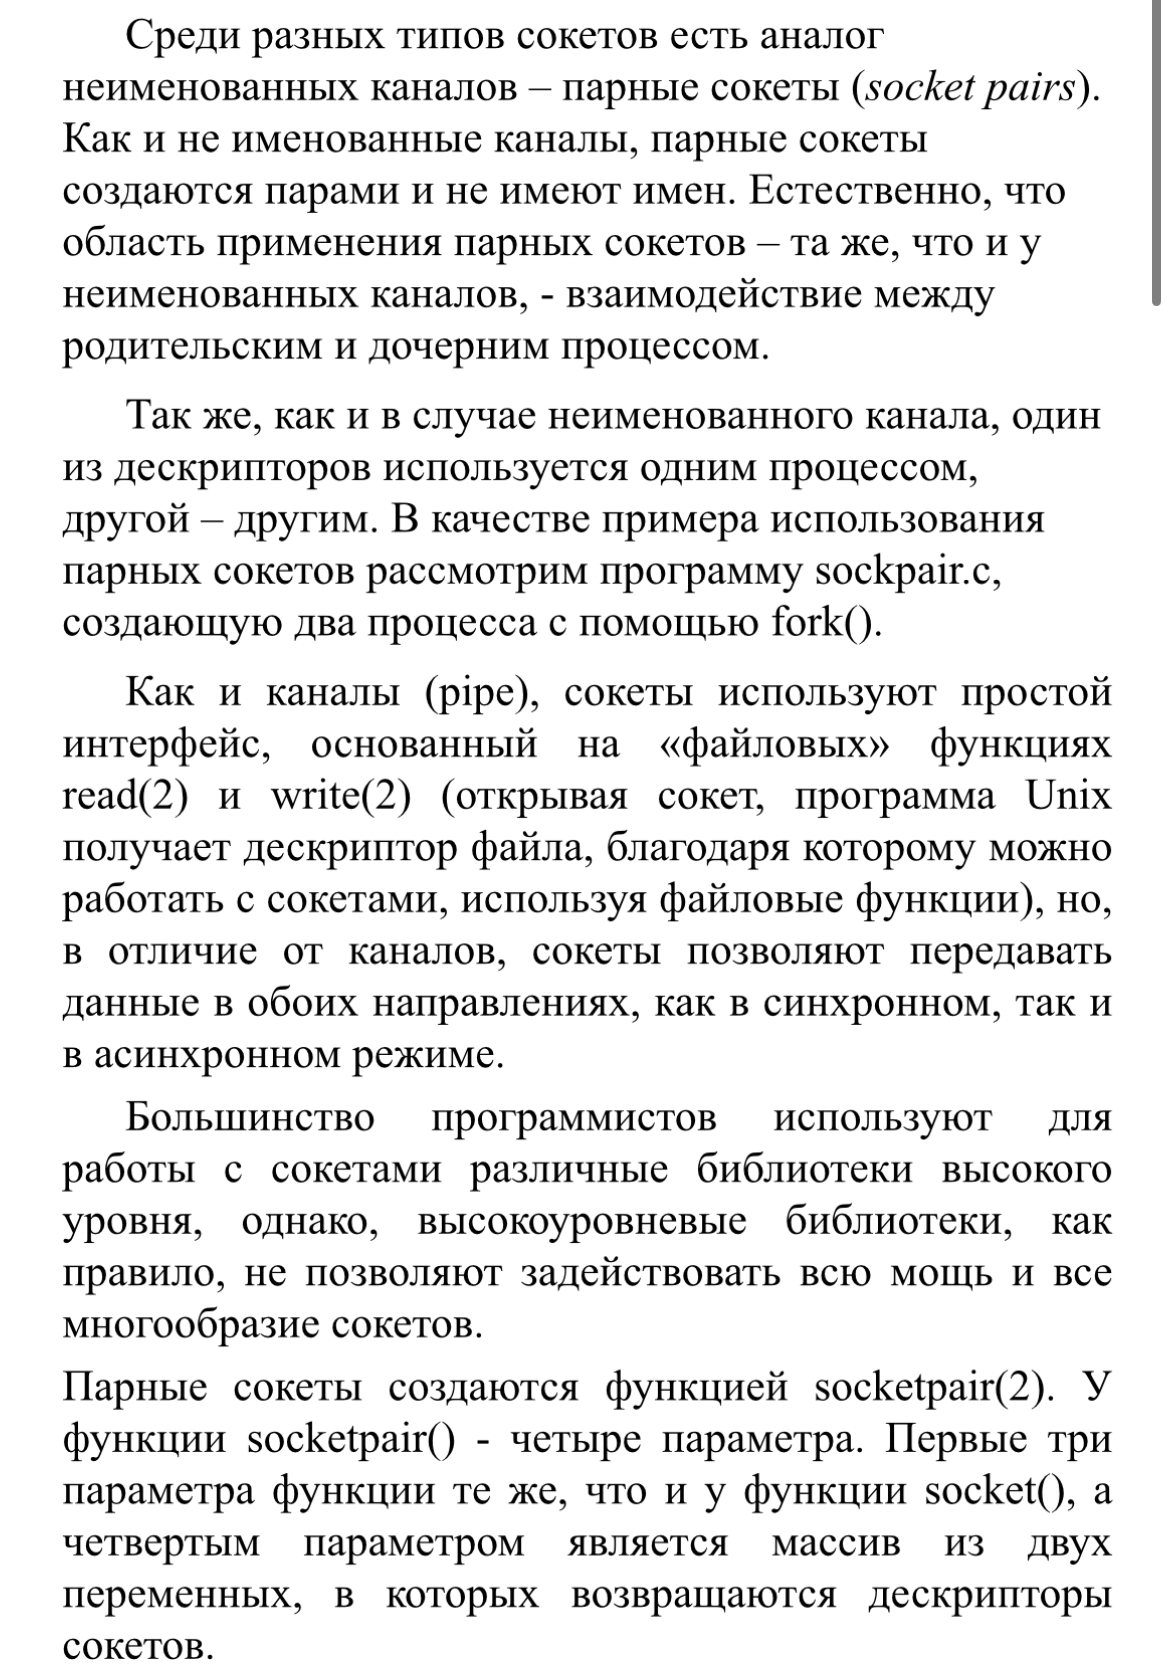 Среди разных типов сокетов есть аналог
неименованных каналов – парные сокеты (socket pairs).
Как и не именованные каналы, парные сокеты
создаются парами и не имеют имен. Естественно, что
область применения парных сокетов – та же, что и у
неименованных каналов, - взаимодействие между
родительским и дочерним процессом.
Так же, как и в случае неименованного канала, один
из дескрипторов используется одним процессом,
другой – другим. В качестве примера использования
парных сокетов рассмотрим программу sockpair.c,
создающую два процесса с помощью fork().
Как и каналы (pipe), сокеты используют простой
интерфейс, основанный на «файловых» функциях
read(2) и write(2) (открывая сокет, программа Unix
получает дескриптор файла, благодаря которому можно
работать с сокетами, используя файловые функции), но,
в отличие от каналов, сокеты позволяют передавать
данные в обоих направлениях, как в синхронном, так и
в асинхронном режиме.
Большинство программистов используют для
работы с сокетами различные библиотеки высокого
уровня, однако, высокоуровневые библиотеки, как
правило, не позволяют задействовать всю мощь и все
многообразие сокетов.
Парные сокеты создаются функцией socketpair(2). У
функции socketpair() - четыре параметра. Первые три
параметра функции те же, что и у функции socket(), а
четвертым параметром является массив из двух
переменных, в которых возвращаются дескрипторы
сокетов.